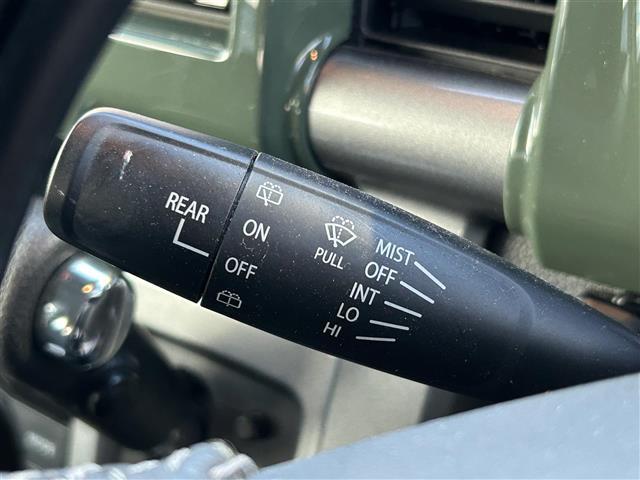 REAR
ON
OFF
PULL
MIST
OFF
INT
LO
HI